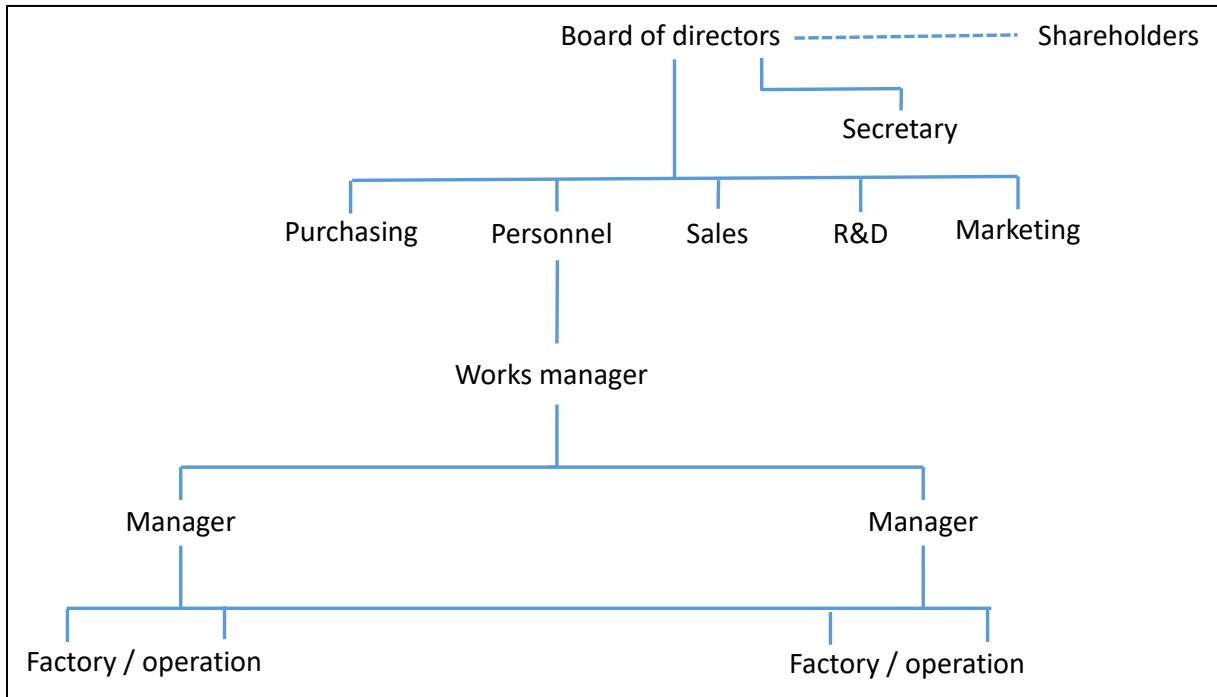 Board of directors
Shareholders
Secretary
Purchasing
Personnel
Sales
R&D
Marketing
Works manager
Manager
Manager
Factory / operation
Factory / operation